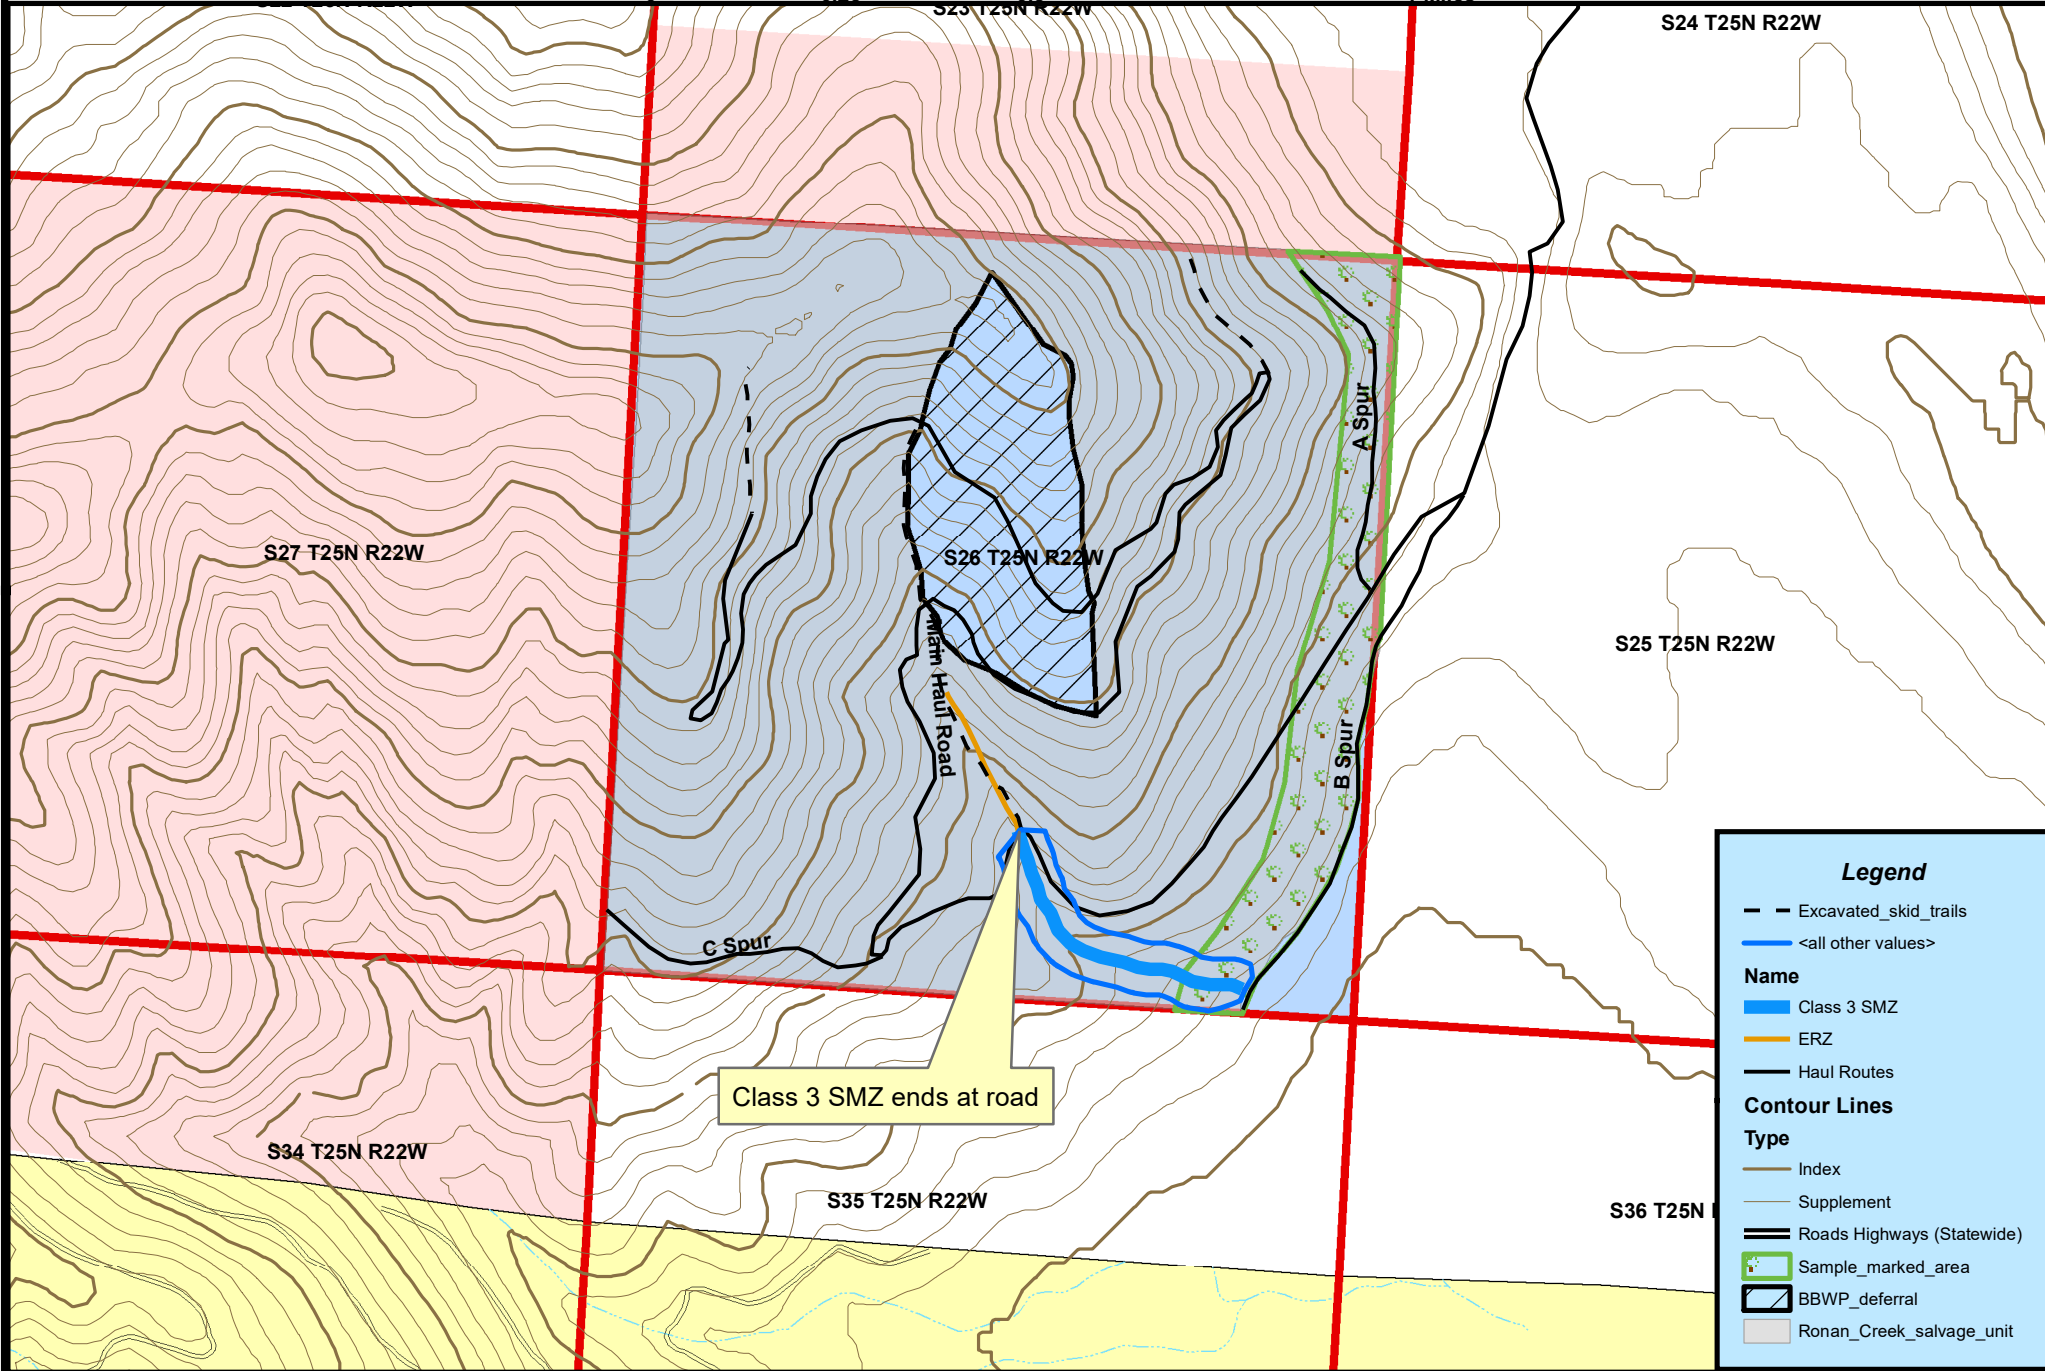 S23 T25N R22W
S24 T25N R22W
A Spur
S27 T25N R22W
S26 T25N R22W
S25 T25N R22W
Main Haul Road
B Spur
C Spur
Class 3 SMZ ends at road
S34 T25N R22W
S35 T25N R22W
S36 T25N
Legend
Excavated_skid_trails
<all other values>
Name
Class 3 SMZ
ERZ
Haul Routes
Contour Lines
Type
Index
Supplement
Roads Highways (Statewide)
Sample_marked_area
BBWP_deferral
Ronan_Creek_salvage_unit